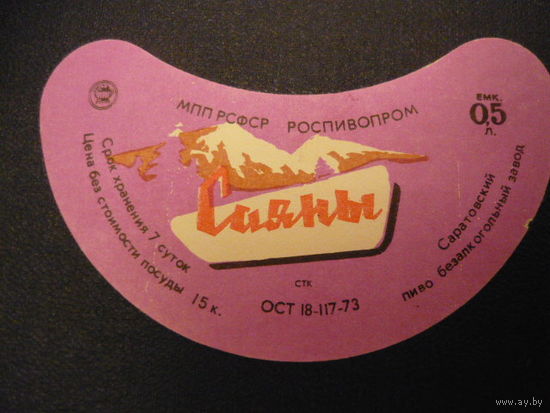 МПП РСФСР РОСПИВОПРОМ
ЕМК.
0,5
Л.
Саяны
Срок хранения 7 суток
Цена без стоимости посуды 15 к.
СТК
ОСТ 18-117-73
Саратовский
пиво безалкогольный завод
www.ay.by